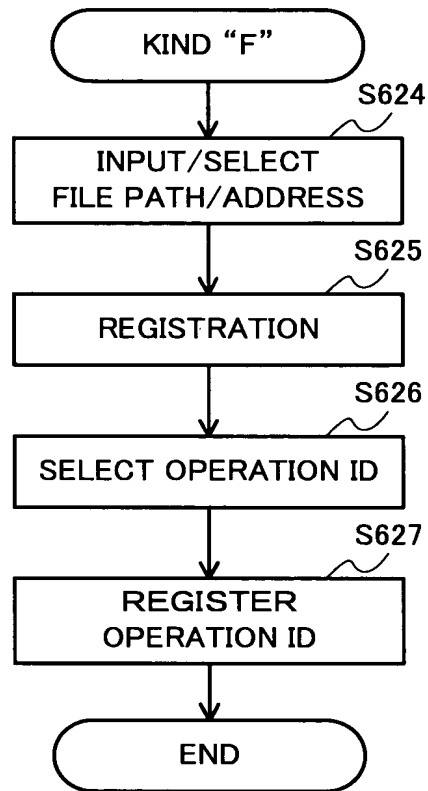 KIND “F”
S624
INPUT/SELECT
FILE PATH/ADDRESS
S625
REGISTRATION
S626
SELECT OPERATION ID
S627
REGISTER
OPERATION ID
END